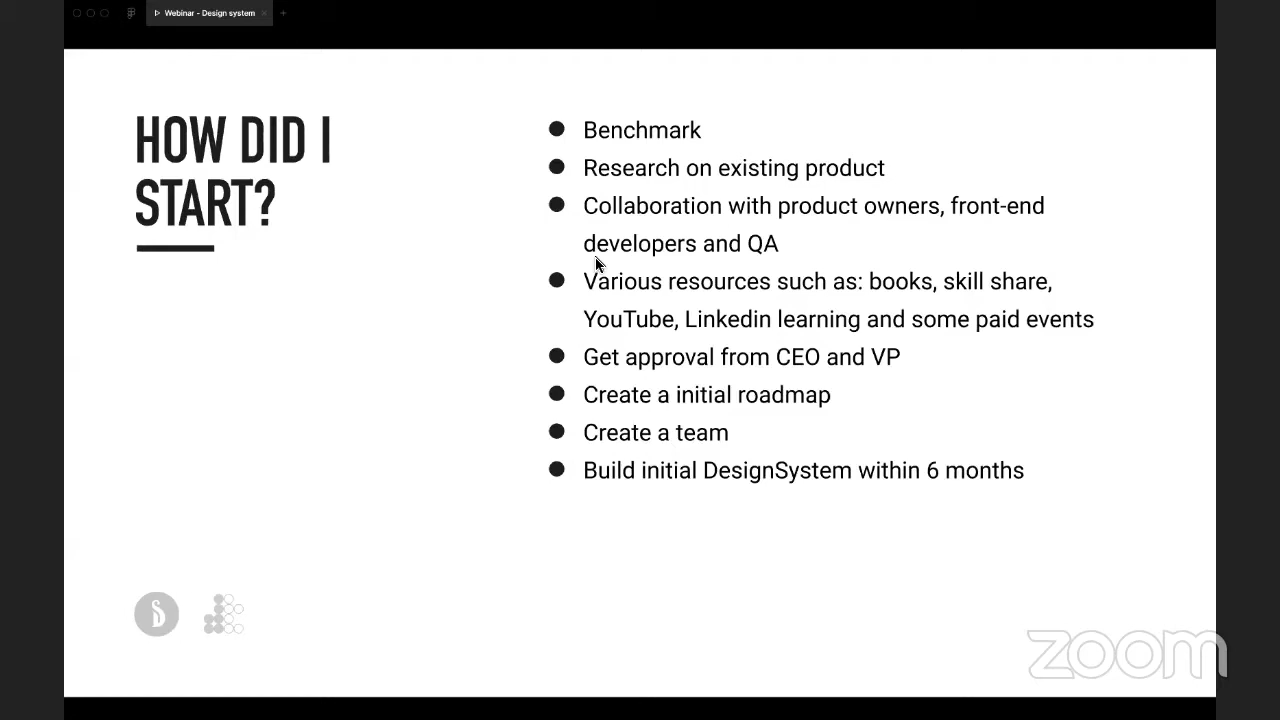 Webinar - Design system
HOW DID I
START?
Benchmark
Research on existing product
Collaboration with product owners, front-end
developers and QA
Various resources such as: books, skill share,
YouTube, Linkedin learning and some paid events
Get approval from CEO and VP
Create a initial roadmap
Create a team
Build initial DesignSystem within 6 months
zoom